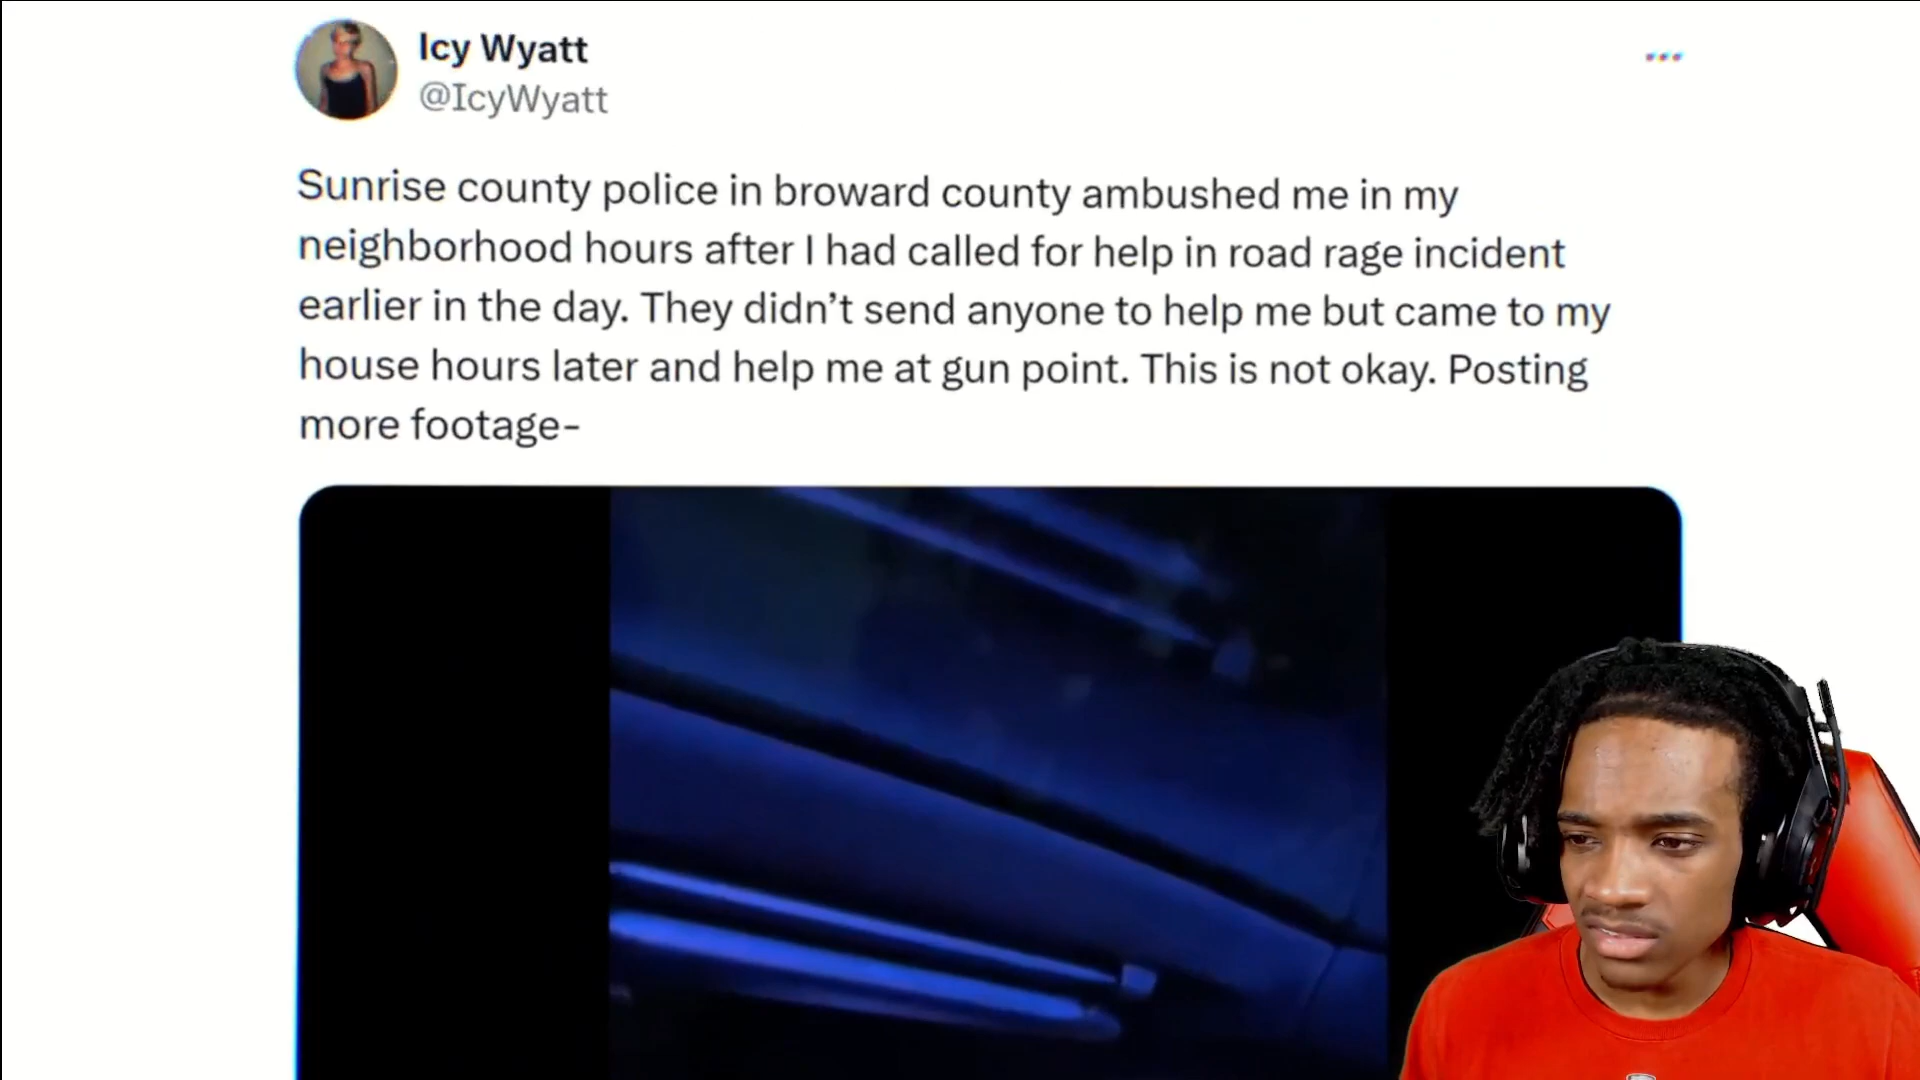 Icy Wyatt
@IcyWyatt
Sunrise county police in broward county ambushed me in my
neighborhood hours after I had called for help in road rage incident
earlier in the day. They didn’t send anyone to help me but came to my
house hours later and help me at gun point. This is not okay. Posting
more footage-